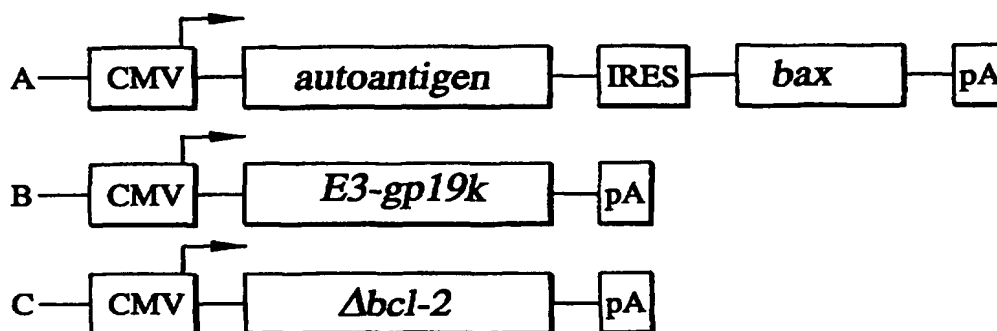 A CMV autoantigen IRES bax pA
B CMV E3-gp19k pA
C CMV Δbcl-2 pA